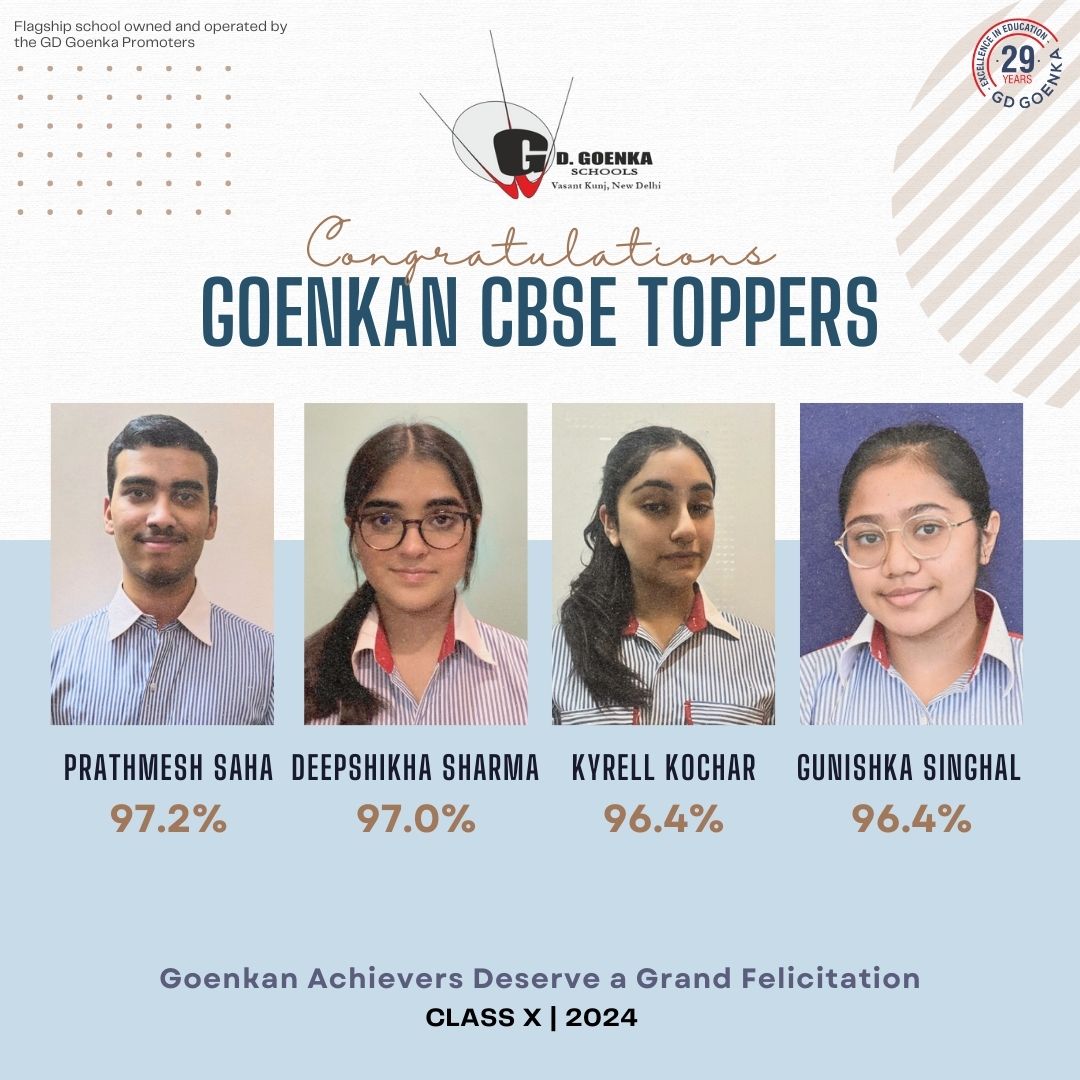 Flagship school owned and operated by
the GD Goenka Promoters
EXCELLENCE IN EDUCATION
29
YEARS
GD GOENKA
G D. GOENKA
SCHOOLS
Vasant Kunj, New Delhi
Congratulations
GOENKAN CBSE TOPPERS
PRATHMESH SAHA DEEPSHIKHA SHARMA KYRELL KOCHAR GUNISHKA SINGHAL
97.2% 97.0% 96.4% 96.4%
Goenkan Achievers Deserve a Grand Felicitation
CLASS X | 2024